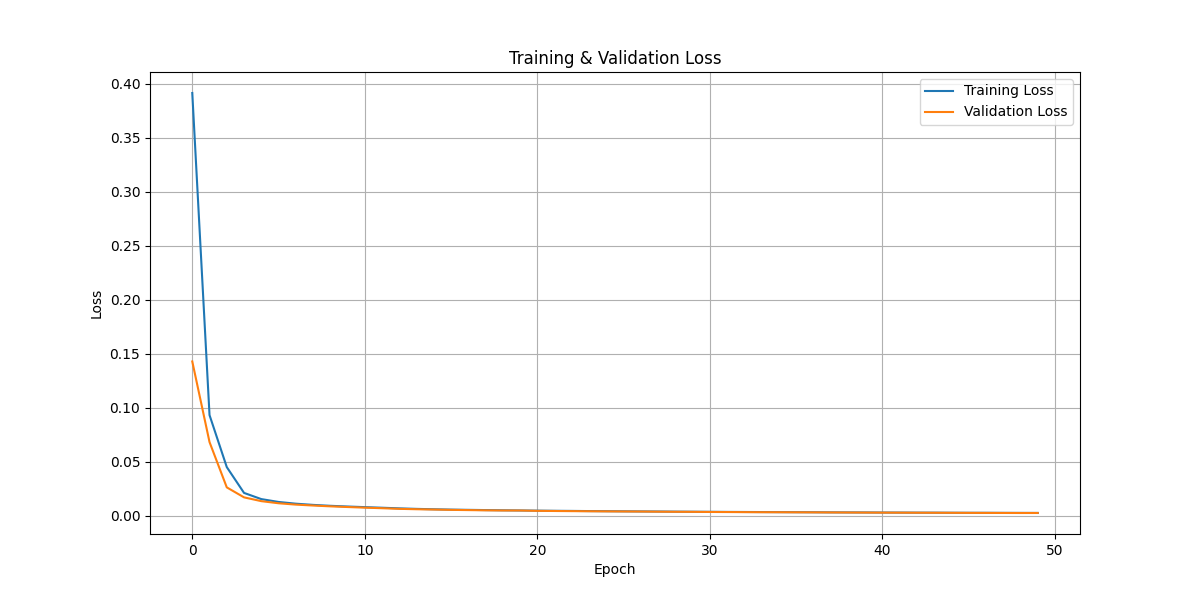 Training & Validation Loss
Training Loss
Validation Loss
Loss
0.40
0.35
0.30
0.25
0.20
0.15
0.10
0.05
0.00
0 10 20 30 40 50
Epoch